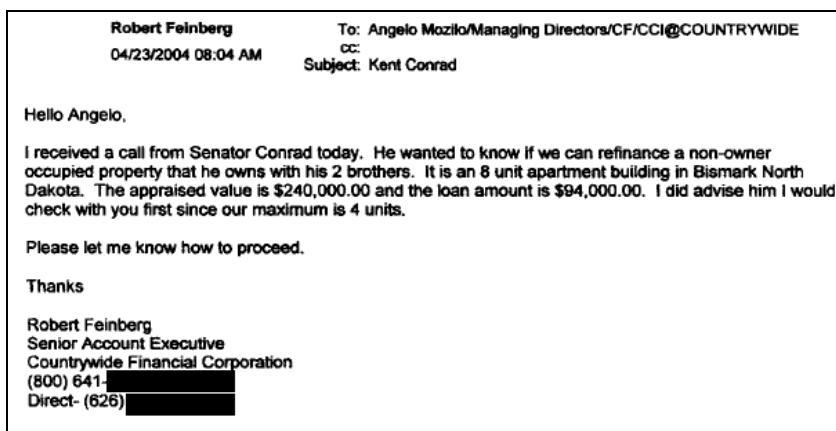 Robert Feinberg
To: Angelo Mozilo/Managing Directors/CF/CCI@COUNTRYWIDE
04/23/2004 08:04 AM
cc:
Subject: Kent Conrad
Hello Angelo,
I received a call from Senator Conrad today. He wanted to know if we can refinance a non-owner
occupied property that he owns with his 2 brothers. It is an 8 unit apartment building in Bismark North
Dakota. The appraised value is $240,000.00 and the loan amount is $94,000.00. I did advise him I would
check with you first since our maximum is 4 units.
Please let me know how to proceed.
Thanks
Robert Feinberg
Senior Account Executive
Countrywide Financial Corporation
(800) 641-
Direct- (626)